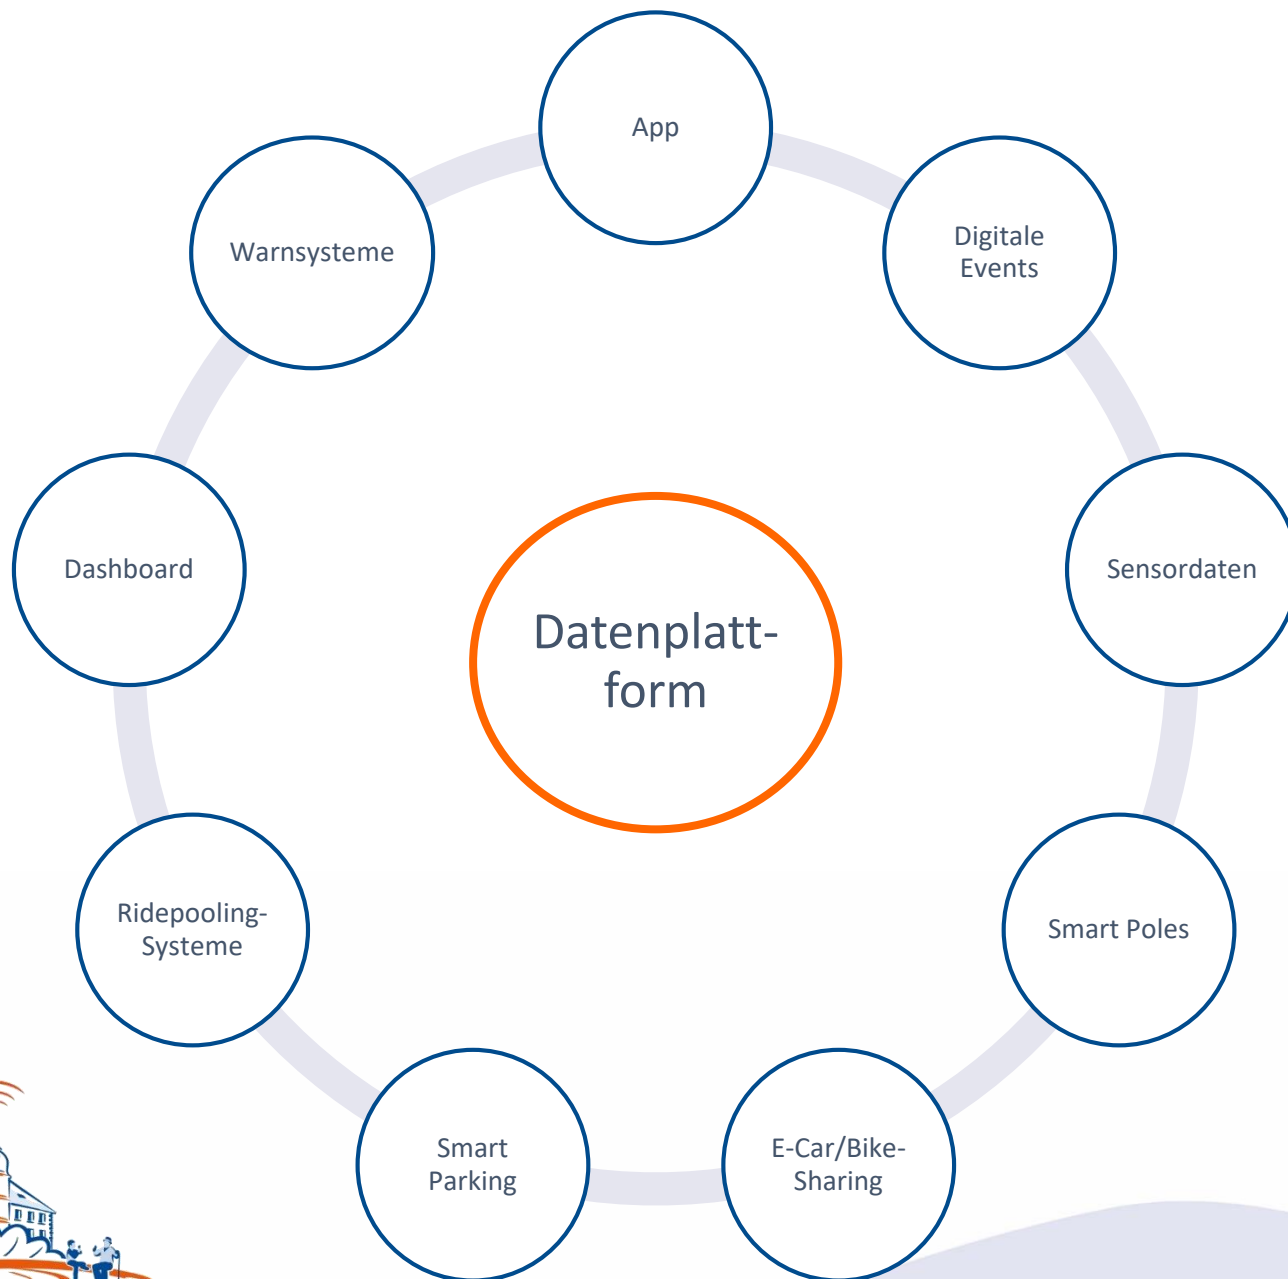 App
Digitale
Events
Sensordaten
Smart Poles
E-Car/Bike-
Sharing
Smart
Parking
Ridepooling-
Systeme
Dashboard
Warnsysteme
Datenplatt-
form